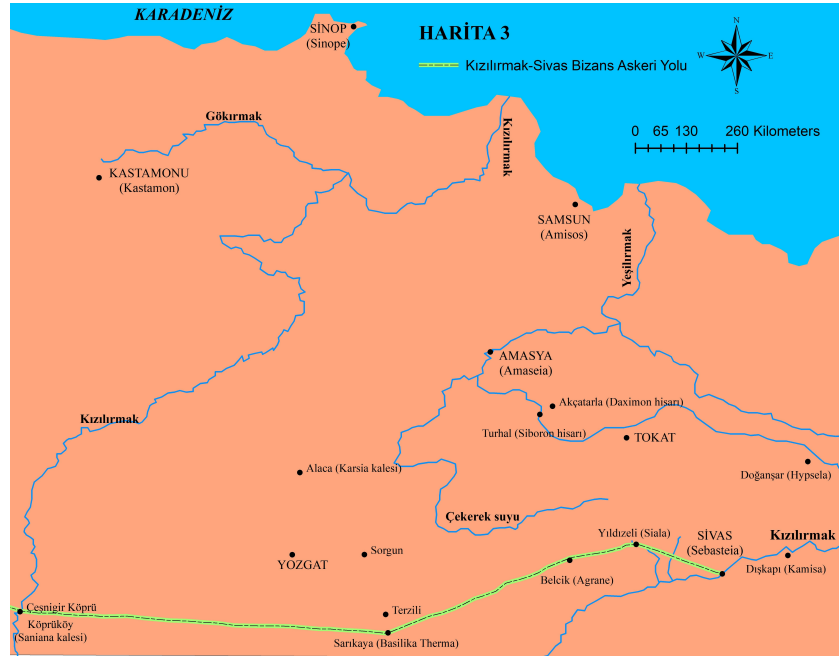 KARADENİZ
SİNOP
(Sinope)
HARİTA 3
Kızılırmak-Sivas Bizans Askeri Yolu
N
W
E
S
0 65 130 260 Kilometers
Gökırmak
Kızılırmak
KASTAMONU
(Kastamon)
SAMSUN
(Amisos)
Yeşilırmak
AMASYA
(Amaseia)
Akçatarla (Daximon hisarı)
Kızılırmak
Turhal (Siboron hisarı)
TOKAT
Alaca (Karsia kalesi)
Doğanşar (Hypsela)
Çekerek suyu
Yıldızeli (Siala)
SİVAS
(Sebasteia)
Kızılırmak
YOZGAT
Sorgun
Belcik (Agrane)
Dışkapı (Kamisa)
Çeşnigir Köprü
Köprüköy
(Saniana kalesi)
Terzili
Sarıkaya (Basilika Therma)